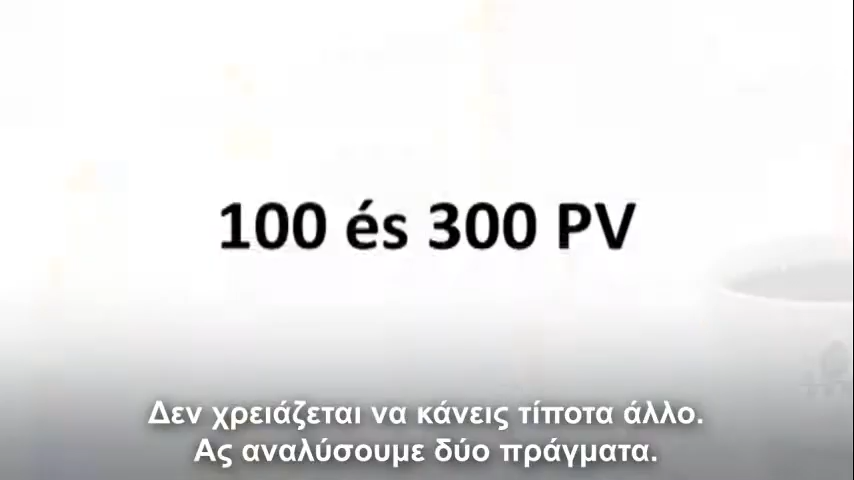 100 és 300 PV
Δεν χρειάζεται να κάνεις τίποτα άλλο.
Ας αναλύσουμε δύο πράγματα.